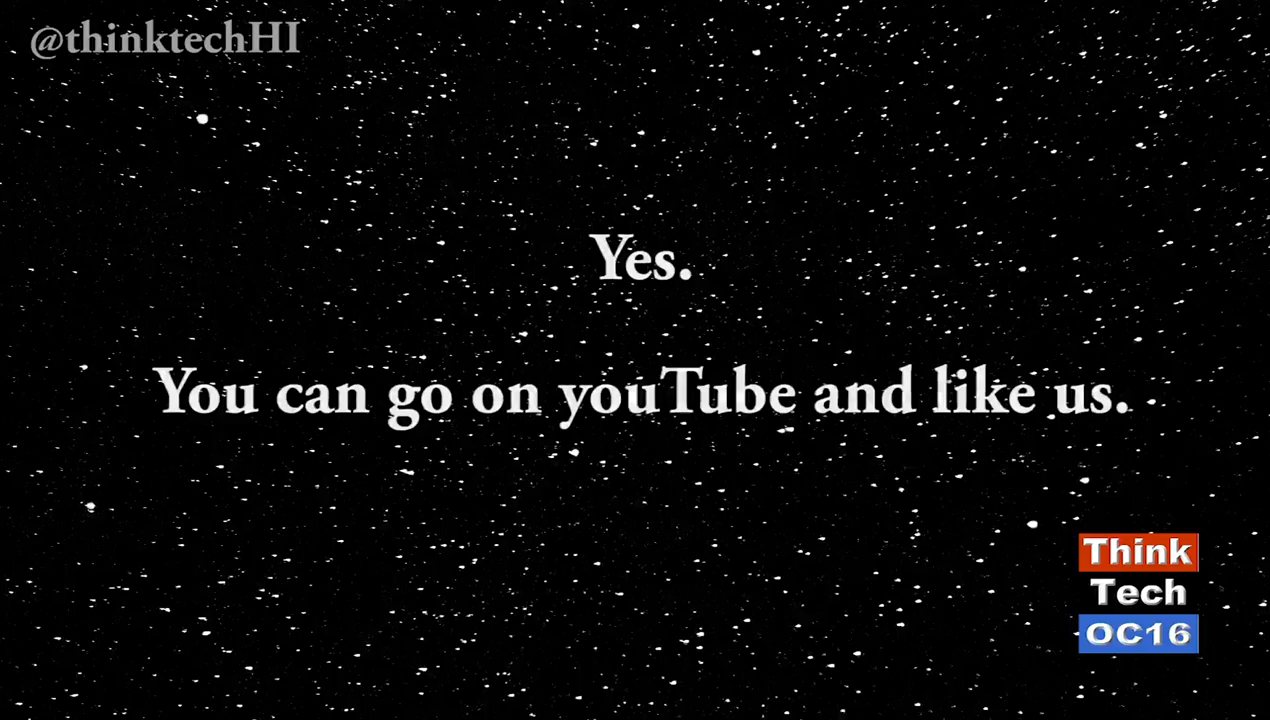 @thinktechHI
Yes.
You can go on youTube and like us.
Think
Tech
OC16